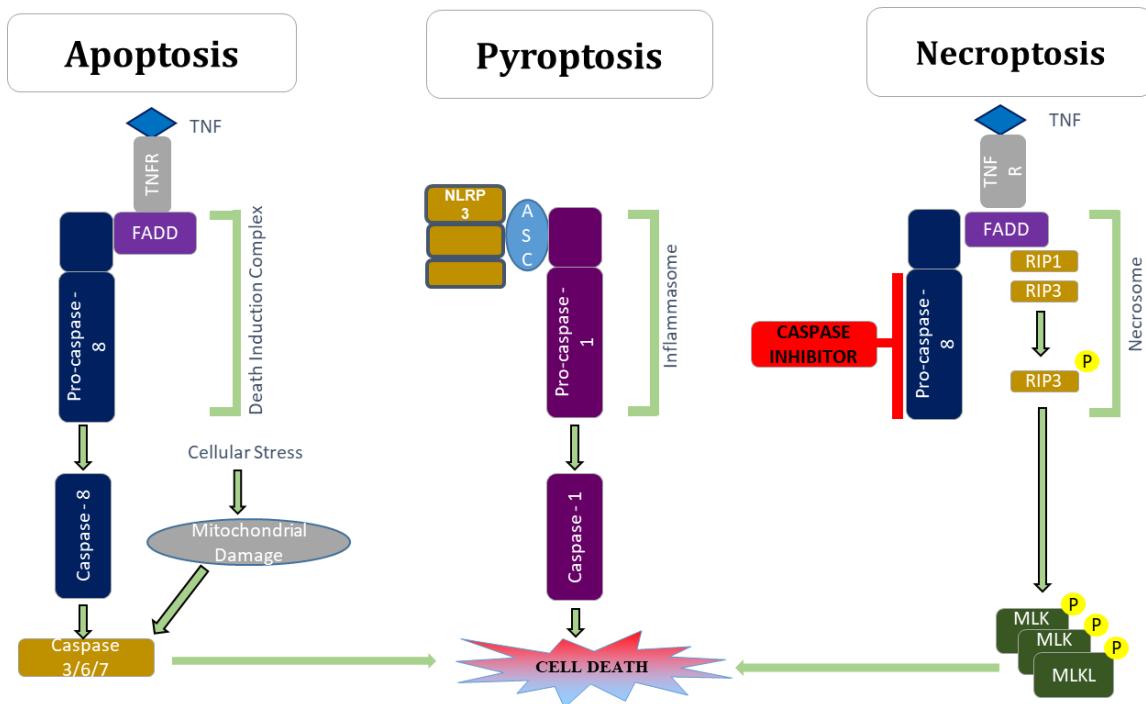 Apoptosis
TNF
TNFR
FADD
Pro-caspase -
8
Death Induction Complex
Cellular Stress
Caspase - 8
Mitochondrial
Damage
Caspase
3/6/7
Pyroptosis
NLRP
3
A
S
C
Pro-caspase -
1
Inflammasome
Caspase - 1
CELL DEATH
Necroptosis
TNF
TNF
R
FADD
RIP1
RIP3
CASPASE
INHIBITOR
Pro-caspase -
8
P
RIP3
Necrosome
P
MLK
P
MLK
P
MLKL